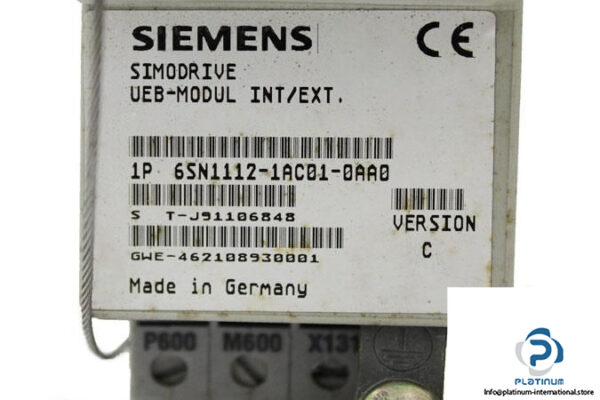 SIEMENS
CE
SIMODRIVE
UEB-MODUL INT/EXT.
1P 6SN1112-1AC01-0AA0
S T-J91106848
VERSION
C
GWE-462108930001
Made in Germany
P600 M600 X131
PLATINUM
info@platinum-international.store